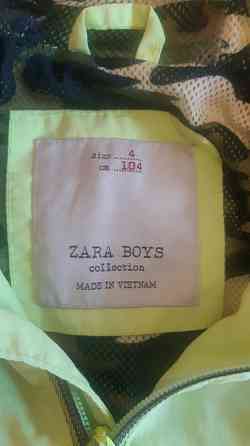 SIZE 4
CM 104
ZARA BOYS
collection
MADE IN VIETNAM